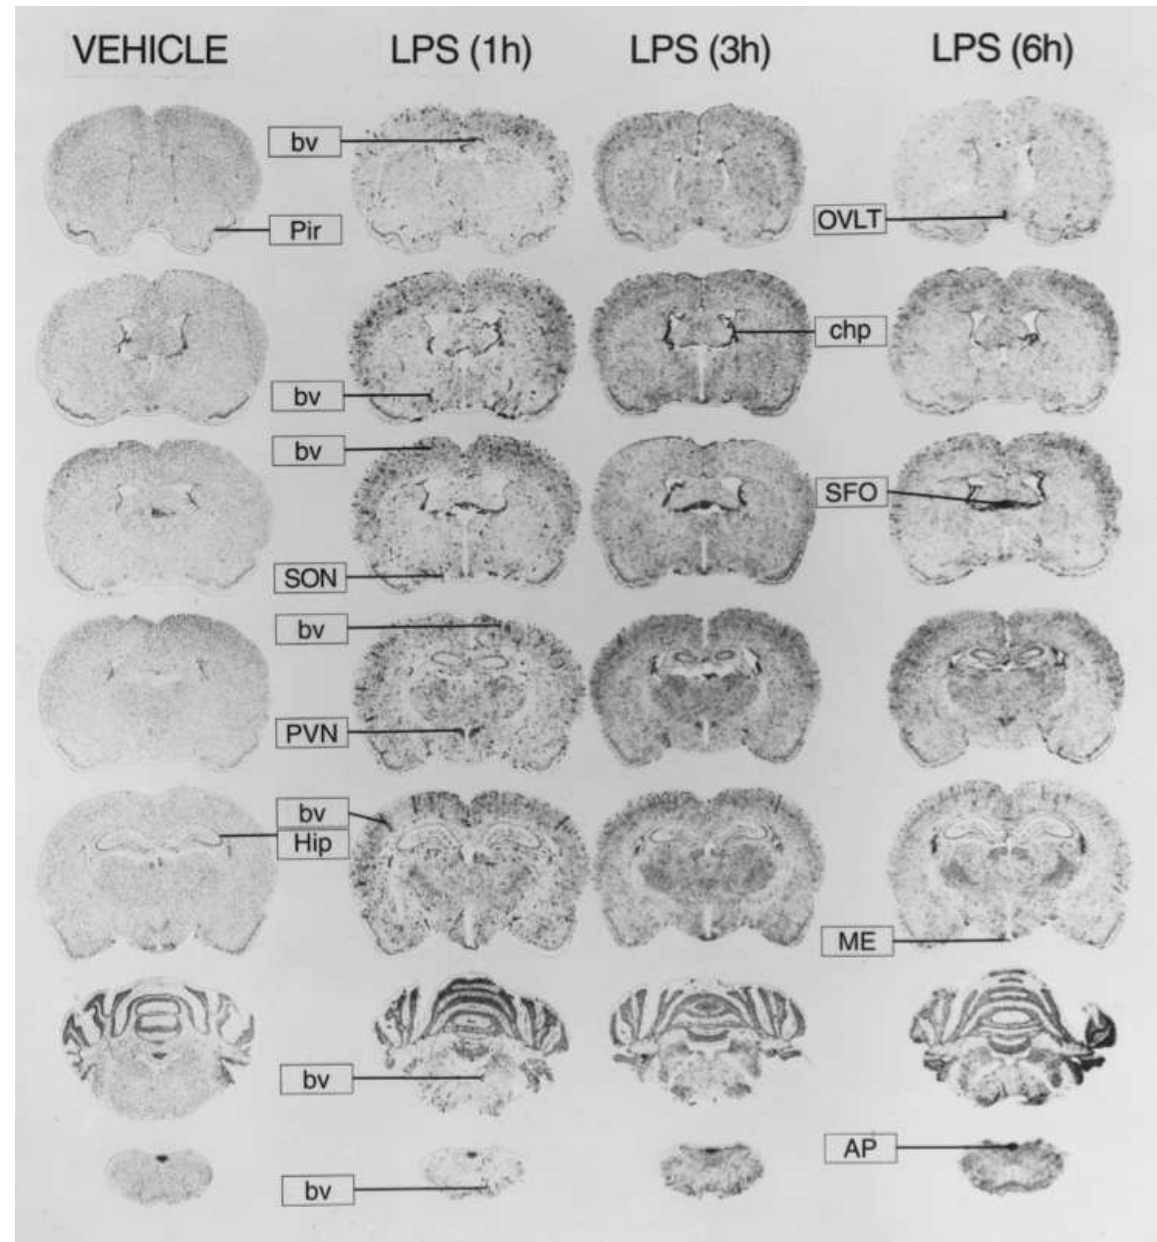 VEHICLE LPS (1h) LPS (3h) LPS (6h)
bv
Pir
OVLT
chp
bv
bv
SFO
SON
bv
PVN
bv
Hip
ME
bv
AP
bv